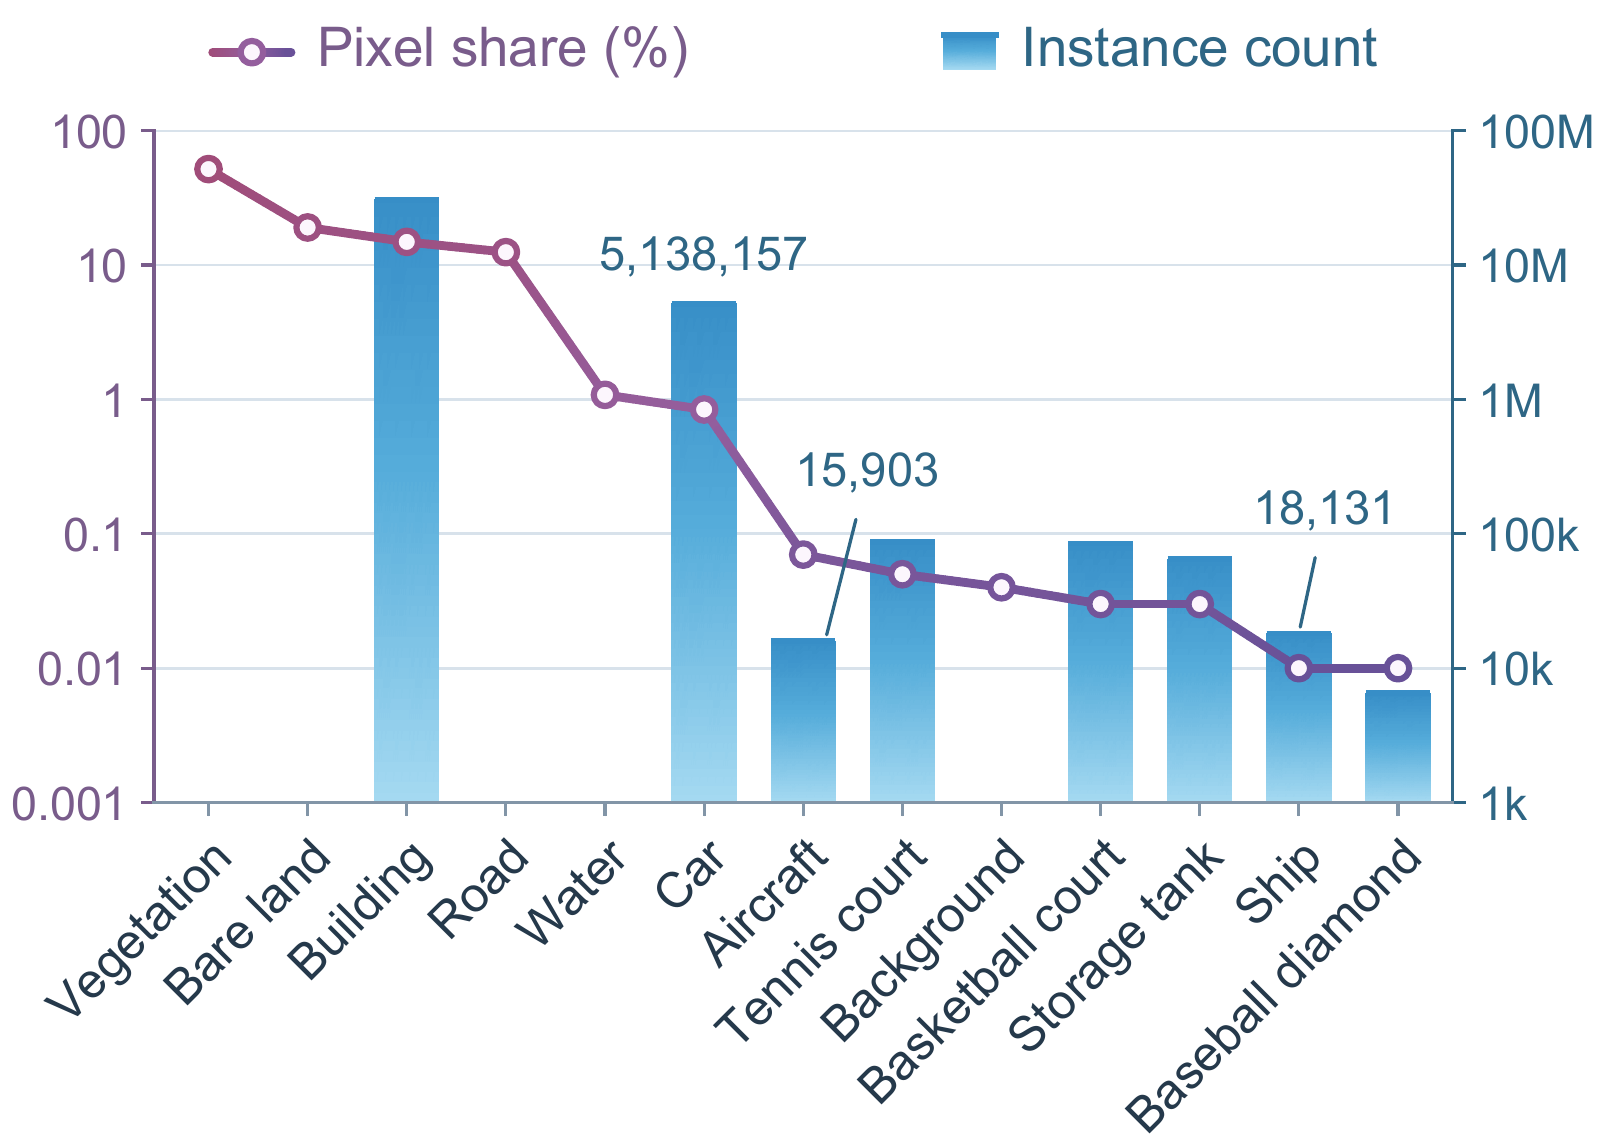 Pixel share (%)
Instance count
100
10
1
0.1
0.01
0.001
100M
10M
1M
100k
10k
1k
5,138,157
15,903
18,131
Vegetation
Bare land
Building
Road
Water
Car
Aircraft
Tennis court
Background
Basketball court
Storage tank
Ship
Baseball diamond